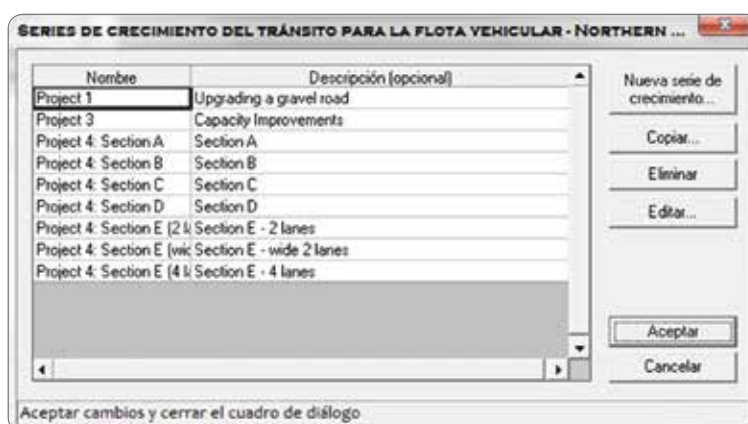 SERIES DE CRECIMIENTO DEL TRÁNSITO PARA LA FLOTA VEHICULAR - NORTHERN ...
Nombre Descripción (opcional)
Project 1 Upgrading a gravel road
Project 3 Capacity Improvements
Project 4: Section A Section A
Project 4: Section B Section B
Project 4: Section C Section C
Project 4: Section D Section D
Project 4: Section E (2 l Section E - 2 lanes
Project 4: Section E (wid Section E - wide 2 lanes
Project 4: Section E (4 l Section E - 4 lanes
Nueva serie de
crecimiento...
Copiar...
Eliminar
Editar...
Aceptar
Cancelar
Aceptar cambios y cerrar el cuadro de diálogo